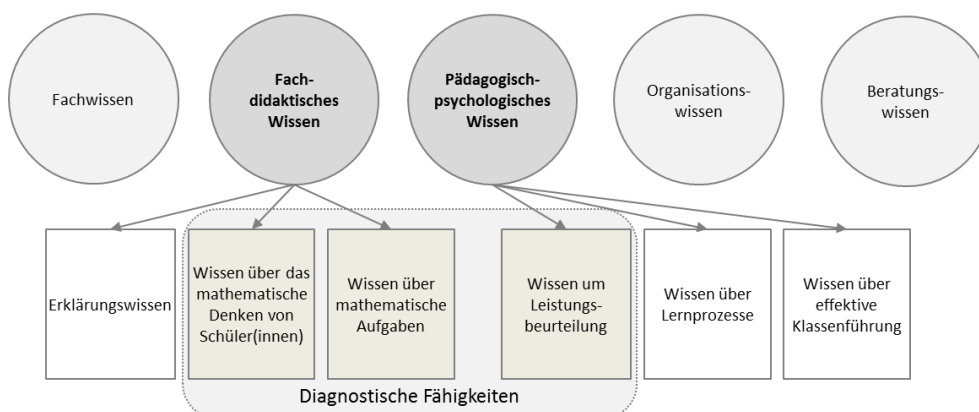 Fachwissen
Fach-
didaktisches
Wissen
Pädagogisch-
psychologisches
Wissen
Organisations-
wissen
Beratungs-
wissen
Erklärungswissen
Wissen über das
mathematische
Denken von
Schüler(innen)
Wissen über
mathematische
Aufgaben
Wissen um
Leistungs-
beurteilung
Wissen über
Lernprozesse
Wissen über
effektive
Klassenführung
Diagnostische Fähigkeiten